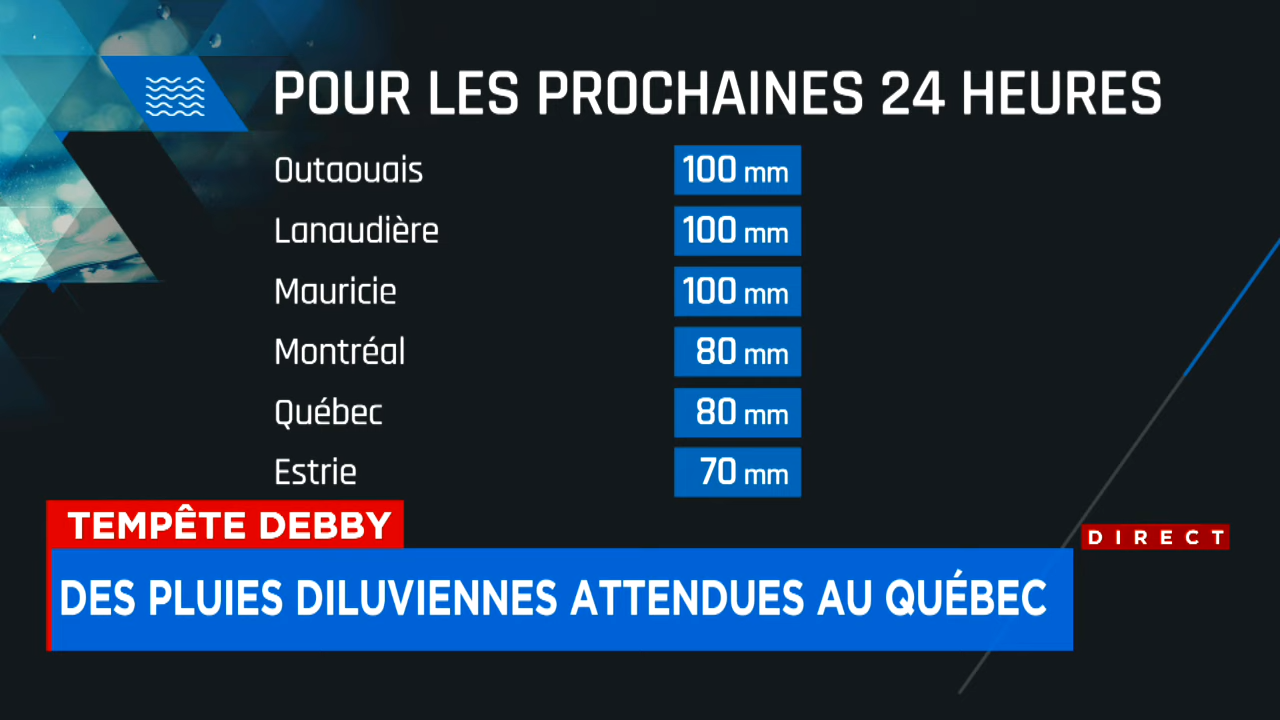 POUR LES PROCHAINES 24 HEURES
Outaouais 100 mm
Lanaudière 100 mm
Mauricie 100 mm
Montréal 80 mm
Québec 80 mm
Estrie 70 mm
TEMPÊTE DEBBY
DIRECT
DES PLUIES DILUVIENNES ATTENDUES AU QUÉBEC